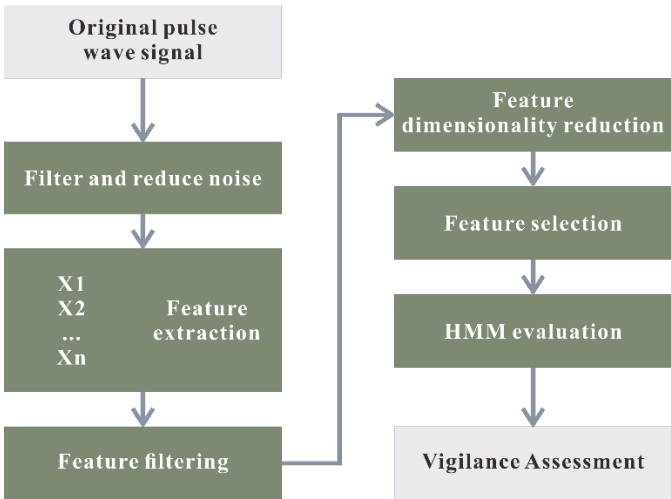 Original pulse
wave signal
Filter and reduce noise
X1
X2
...
Xn
Feature
extraction
Feature filtering
Feature
dimensionality reduction
Feature selection
HMM evaluation
Vigilance Assessment